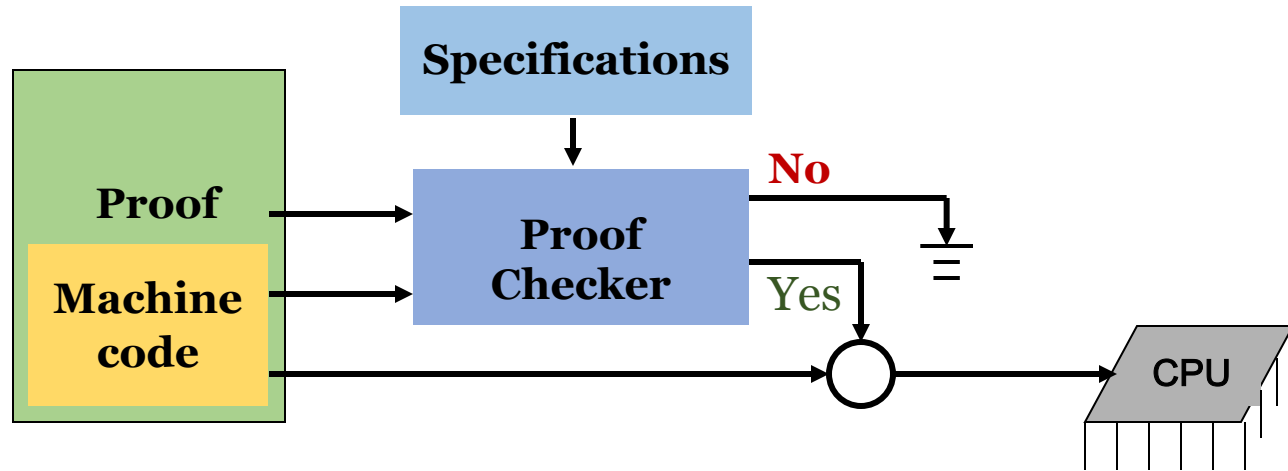 Specifications
Proof
Machine
code
Proof
Checker
No
Yes
CPU